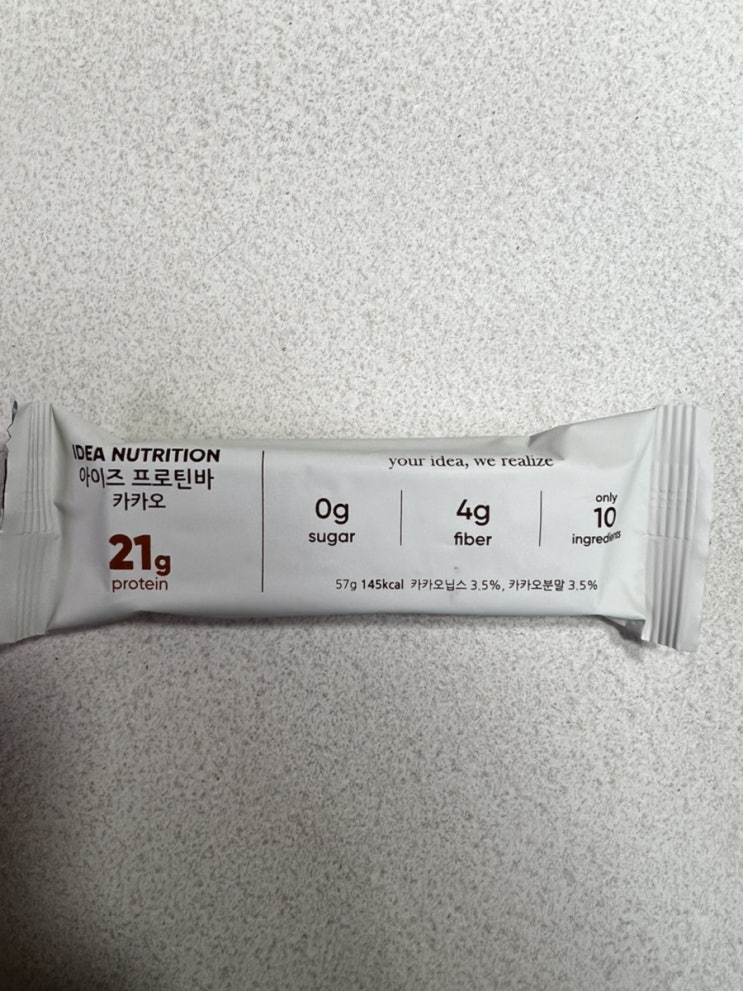 IDEA NUTRITION
아이즈 프로틴바
카카오
21g
protein
your idea, we realize
0g
sugar
4g
fiber
only
10
ingredients
57g 145kcal 카카오닙스 3.5%, 카카오분말 3.5%